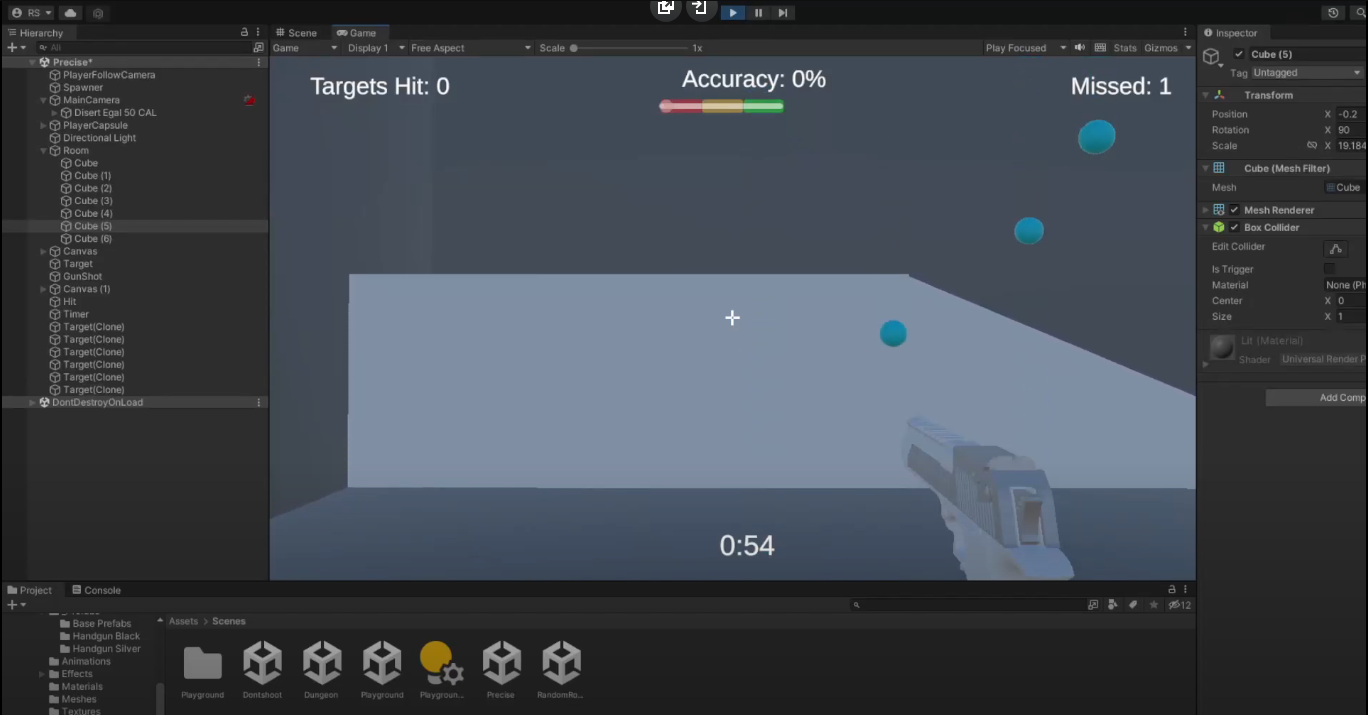 RS
Hierarchy
Scene
Game
Inspector
All
Game
Display 1
Free Aspect
Scale
1x
Play Focused
Stats
Gizmos
Precise*
PlayerFollowCamera
Spawner
MainCamera
Disert Egal 50 CAL
PlayerCapsule
Directional Light
Room
Cube
Cube (1)
Cube (2)
Cube (3)
Cube (4)
Cube (5)
Cube (6)
Canvas
Target
GunShot
Canvas (1)
Hit
Timer
Target(Clone)
Target(Clone)
Target(Clone)
Target(Clone)
Target(Clone)
Target(Clone)
DontDestroyOnLoad
Targets Hit: 0
Accuracy: 0%
Missed: 1
0:54
Cube (5)
Tag Untagged
Transform
Position X -0.2
Rotation X 90
Scale X 19.184
Cube (Mesh Filter)
Mesh Cube
Mesh Renderer
Box Collider
Edit Collider
Is Trigger
Material None (Ph
Center X 0
Size X 1
Lit (Material)
Shader Universal Render P
Add Comp
Project
Console
12
Base Prefabs
Handgun Black
Handgun Silver
Animations
Effects
Materials
Meshes
Textures
Assets > Scenes
Playground
Dontshoot
Dungeon
Playground
Playgroun...
Precise
RandomRo...